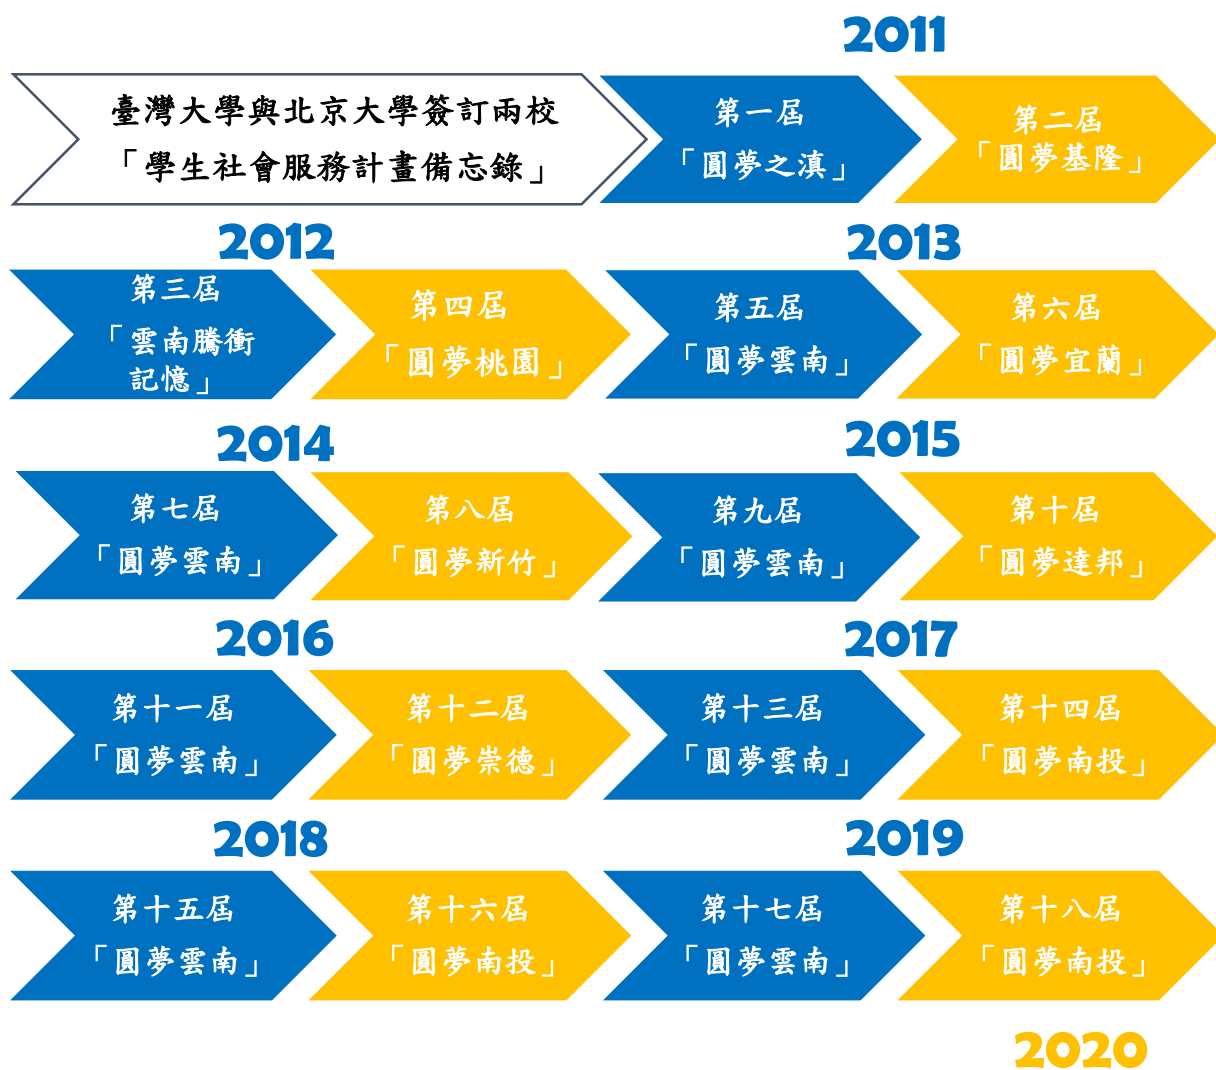 2011
臺灣大學與北京大學簽訂兩校
「學生社會服務計畫備忘錄」
第一屆
「圓夢之滇」
第二屆
「圓夢基隆」
2012
2013
第三屆
「雲南騰衝
記憶」
第四屆
「圓夢桃園」
第五屆
「圓夢雲南」
第六屆
「圓夢宜蘭」
2014
2015
第七屆
「圓夢雲南」
第八屆
「圓夢新竹」
第九屆
「圓夢雲南」
第十屆
「圓夢達邦」
2016
2017
第十一屆
「圓夢雲南」
第十二屆
「圓夢崇德」
第十三屆
「圓夢雲南」
第十四屆
「圓夢南投」
2018
2019
第十五屆
「圓夢雲南」
第十六屆
「圓夢南投」
第十七屆
「圓夢雲南」
第十八屆
「圓夢南投」
2020